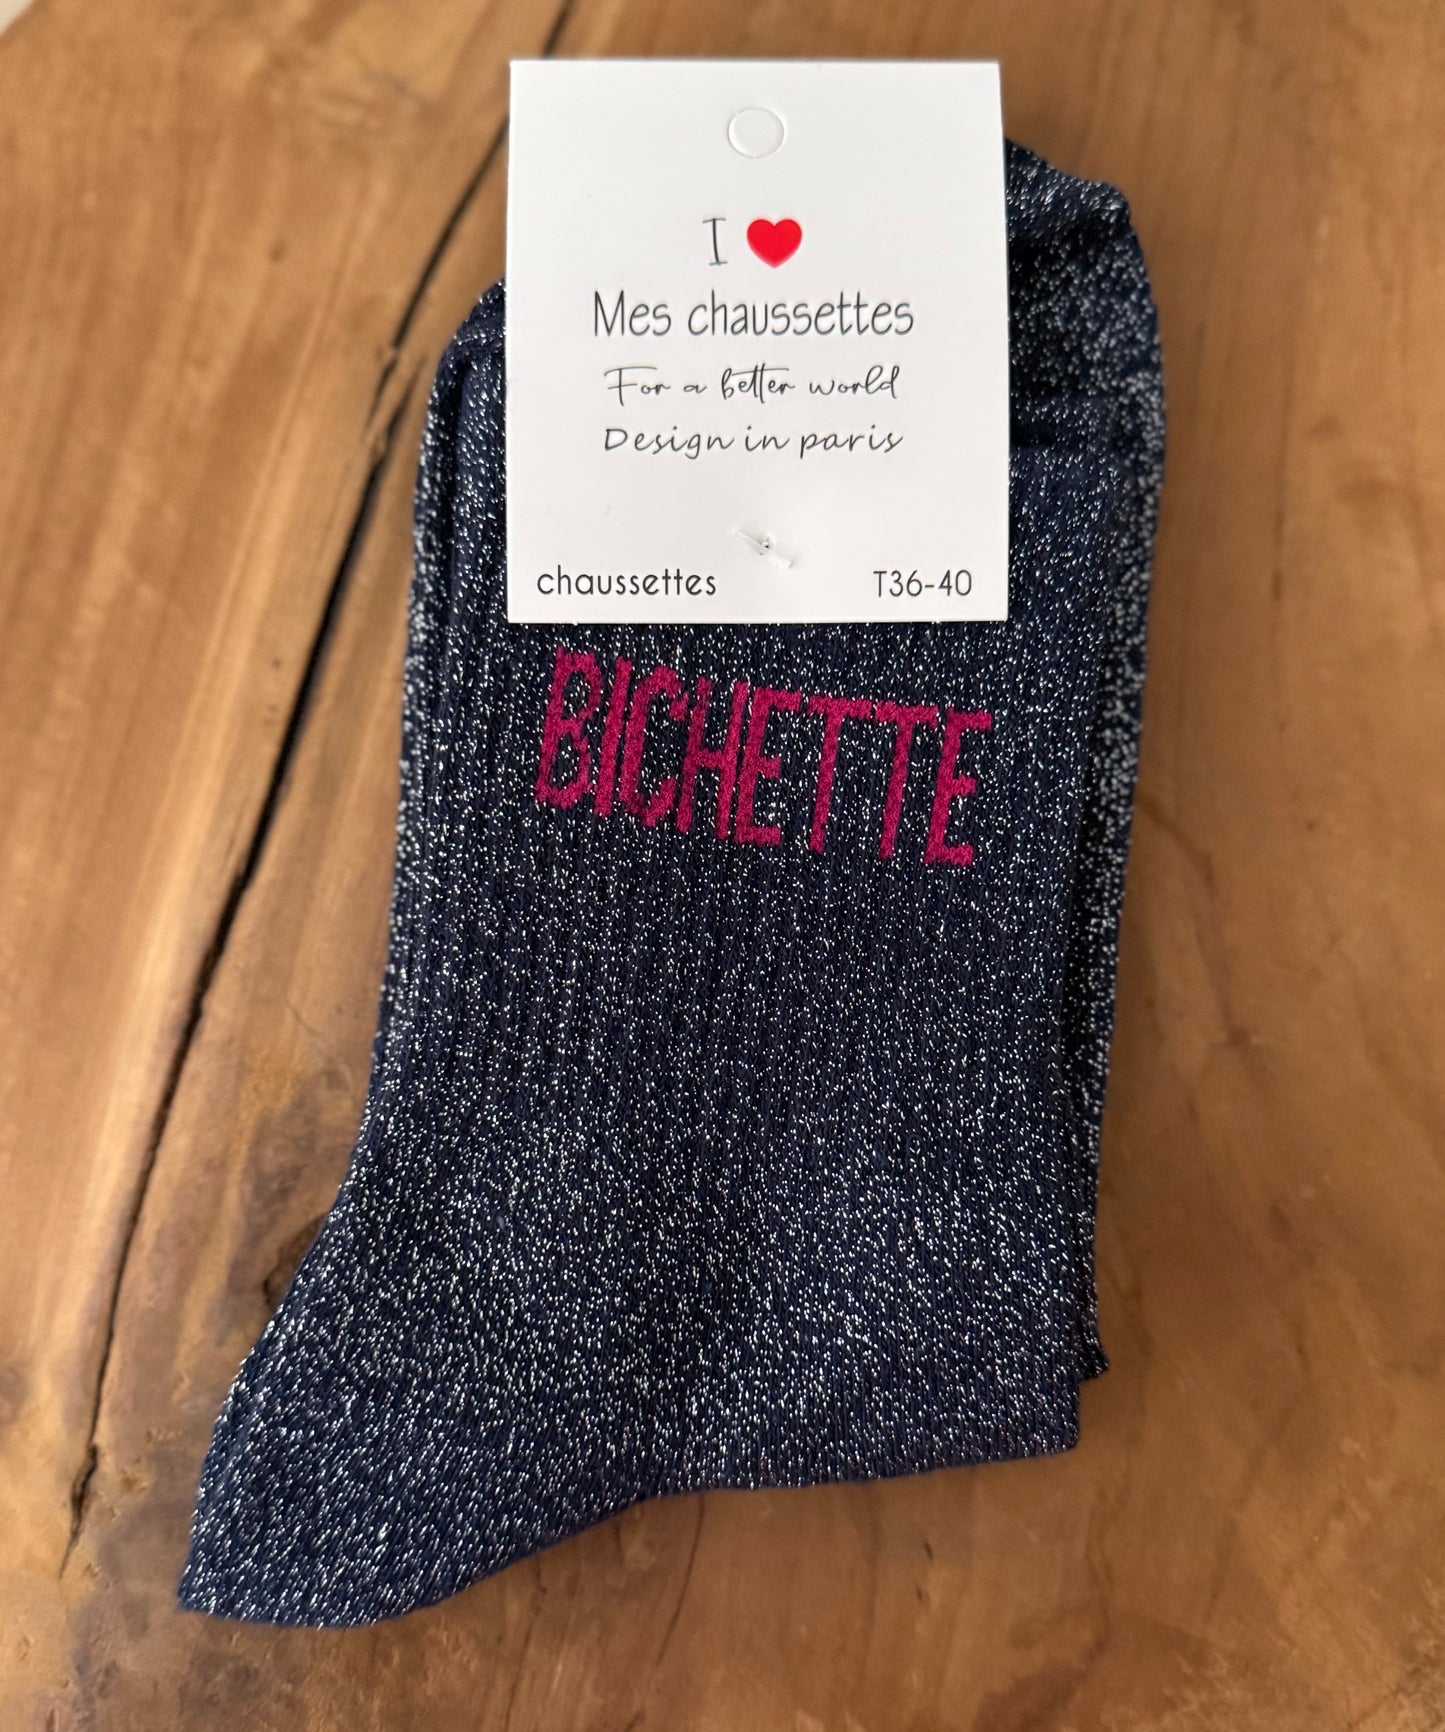 I ❤
Mes chaussettes
For a better world
Design in paris
chaussettes T36-40
BICHETTE